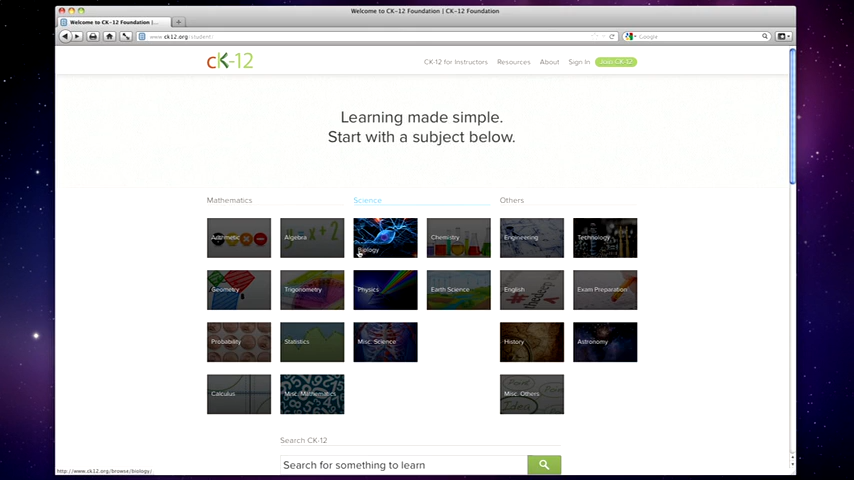 Welcome to CK-12 Foundation | CK-12 Foundation
Welcome to CK-12 Foundation |...
www.ck12.org/student/
Google
cK-12
CK-12 for Instructors Resources About Sign In Join CK-12
Learning made simple.
Start with a subject below.
Mathematics Science Others
Arithmetic Algebra Biology Chemistry Engineering Technology
Geometry Trigonometry Physics Earth Science English Exam Preparation
Probability Statistics Misc. Science History Astronomy
Calculus Misc. Mathematics Misc. Others
Search CK-12
Search for something to learn
http://www.ck12.org/browse/biology/